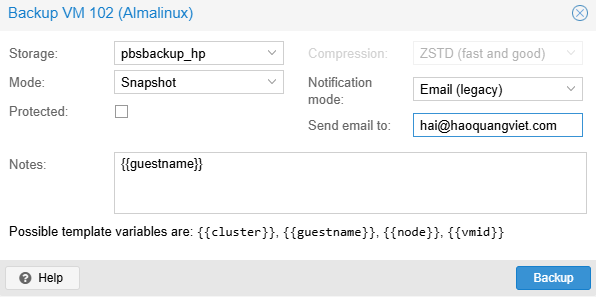 Backup VM 102 (Almalinux)
Storage: pbsbackup_hp Compression: ZSTD (fast and good)
Mode: Snapshot Notification mode: Email (legacy)
Protected: Send email to: hai@haoquangviet.com
Notes: {{guestname}}
Possible template variables are: {{cluster}}, {{guestname}}, {{node}}, {{vmid}}
? Help Backup